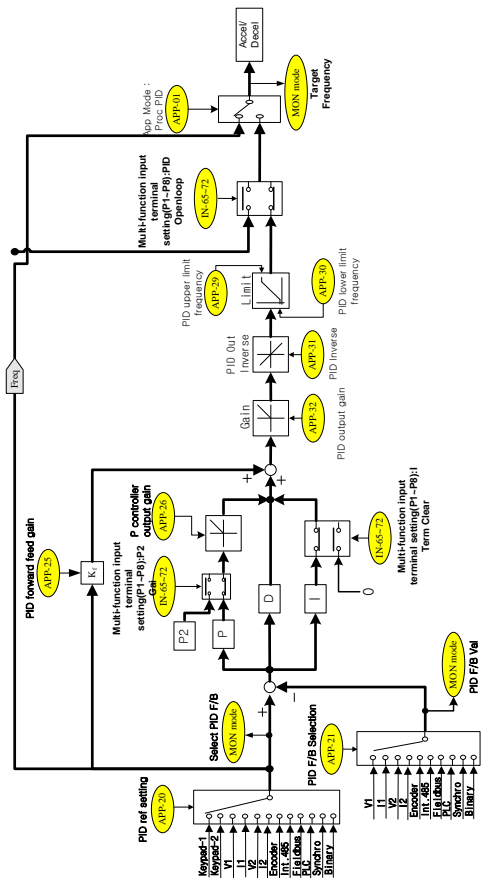 PID ref setting
APP-20
Keypad-1
Keypad-2
V1
I1
V2
I2
Encoder
Int.485
Fieldbus
PLC
Synchro
Binary
Select PID F/B
MON mode
PID F/B Selection
APP-21
V1
I1
V2
I2
Encoder
Int.485
Fieldbus
PLC
Synchro
Binary
MON mode
PID F/B Val
+
−
PID forward feed gain
APP-25
Kf
Freq
Multi-function input
terminal
setting(P1~P8):P2
Gai
IN-65~72
P2
P
D
I
P controller
output gain
APP-26
IN-65~72
Multi-function input
terminal setting(P1~P8):I
Term Clear
0
+
+
Gain
APP-32
PID output gain
PID Out
Inverse
APP-31
PID Inverse
PID upper limit
frequency
APP-29
Limit
APP-30
PID lower limit
frequency
Multi-function input
terminal
setting(P1~P8):PID
Openloop
IN-65~72
App Mode :
Proc PID
APP-01
Accel/
Decel
MON mode
Target
Frequency